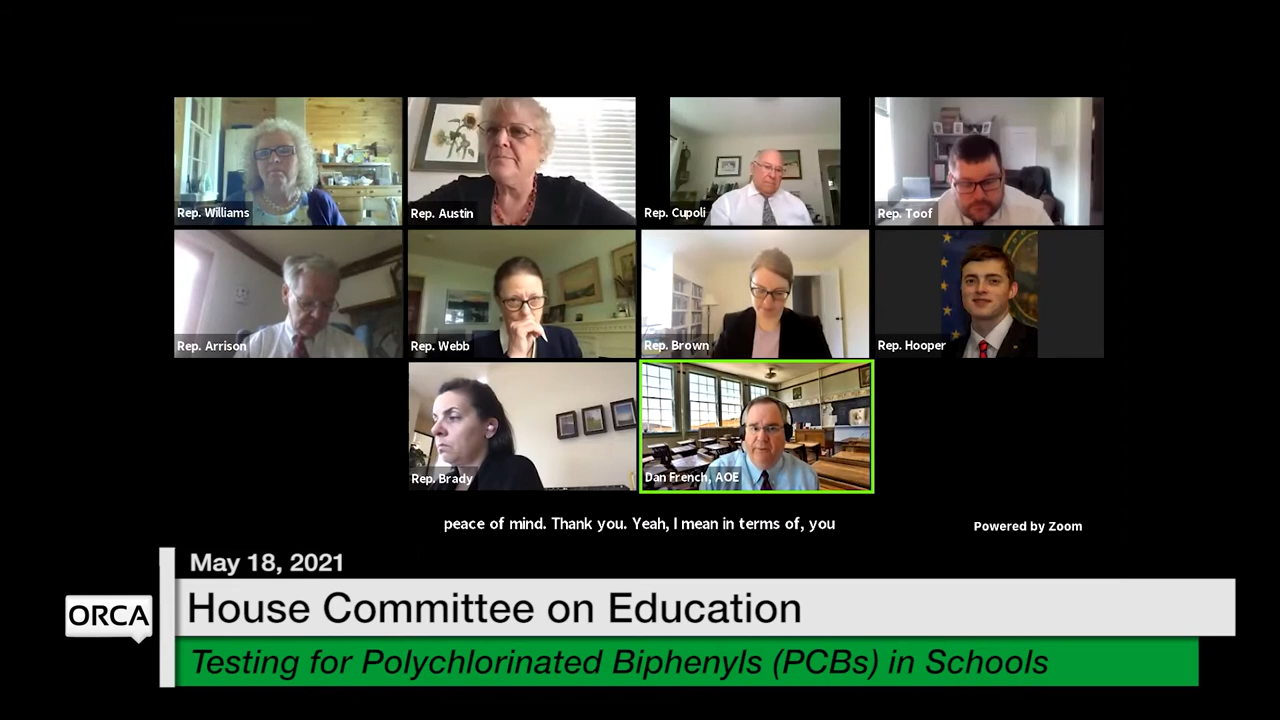 Rep. Williams
Rep. Austin
Rep. Cupoli
Rep. Toof
Rep. Arrison
Rep. Webb
Rep. Brown
Rep. Hooper
Rep. Brady
Dan French, AOE
peace of mind. Thank you. Yeah, I mean in terms of, you
Powered by Zoom
May 18, 2021
ORCA
House Committee on Education
Testing for Polychlorinated Biphenyls (PCBs) in Schools